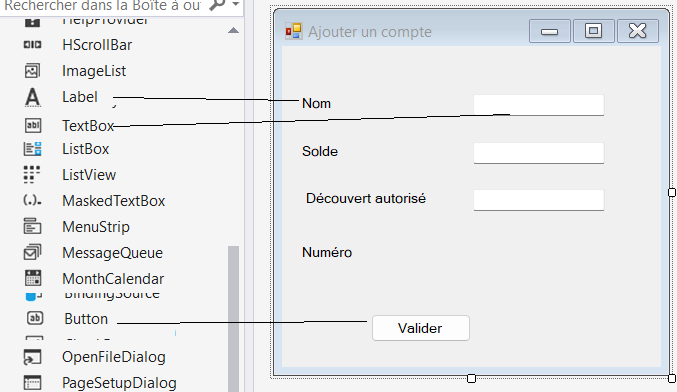 Rechercher dans la Boîte à ou
HelpProvider
HScrollBar
ImageList
Label
TextBox
ListBox
ListView
MaskedTextBox
MenuStrip
MessageQueue
MonthCalendar
BindingSource
Button
OpenFileDialog
PageSetupDialog
Ajouter un compte
Nom
Solde
Découvert autorisé
Numéro
Valider